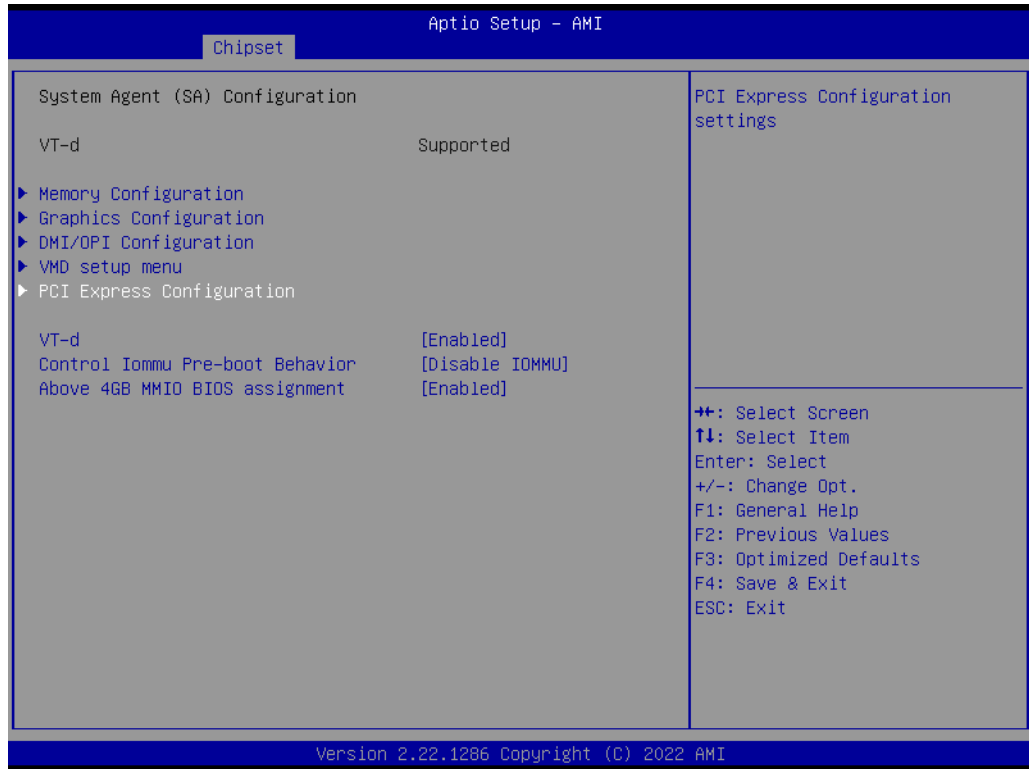 Aptio Setup – AMI
Chipset
System Agent (SA) Configuration
VT-d Supported
Memory Configuration
Graphics Configuration
DMI/OPI Configuration
VMD setup menu
PCI Express Configuration
VT-d [Enabled]
Control Iommu Pre-boot Behavior [Disable IOMMU]
Above 4GB MMIO BIOS assignment [Enabled]
PCI Express Configuration
settings
→←: Select Screen
↑↓: Select Item
Enter: Select
+/-: Change Opt.
F1: General Help
F2: Previous Values
F3: Optimized Defaults
F4: Save & Exit
ESC: Exit
Version 2.22.1286 Copyright (C) 2022 AMI